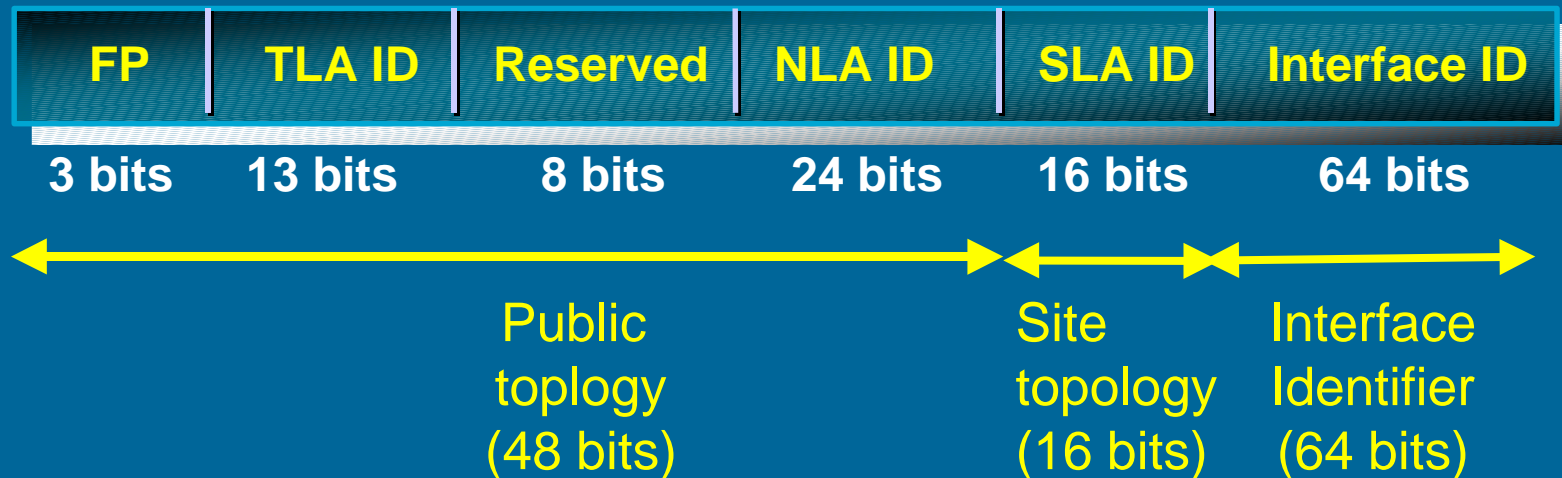 FP TLA ID Reserved NLA ID SLA ID Interface ID
3 bits 13 bits 8 bits 24 bits 16 bits 64 bits
Public Site Interface
toplogy topology Identifier
(48 bits) (16 bits) (64 bits)